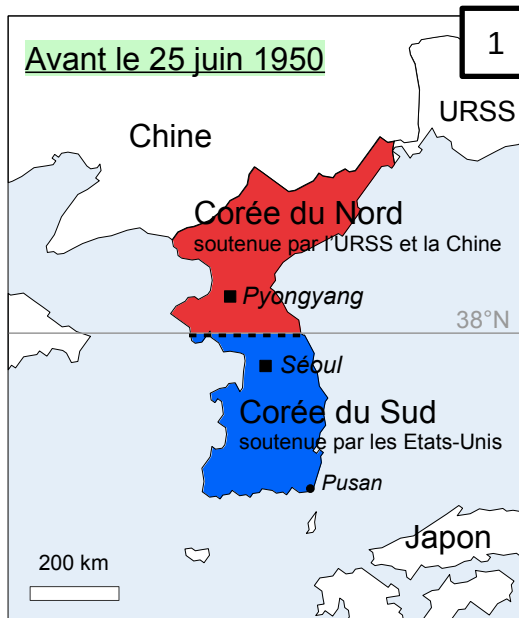 1
Avant le 25 juin 1950
URSS
Chine
Corée du Nord
soutenue par l'URSS et la Chine
Pyongyang
38°N
Séoul
Corée du Sud
soutenue par les Etats-Unis
Pusan
Japon
200 km